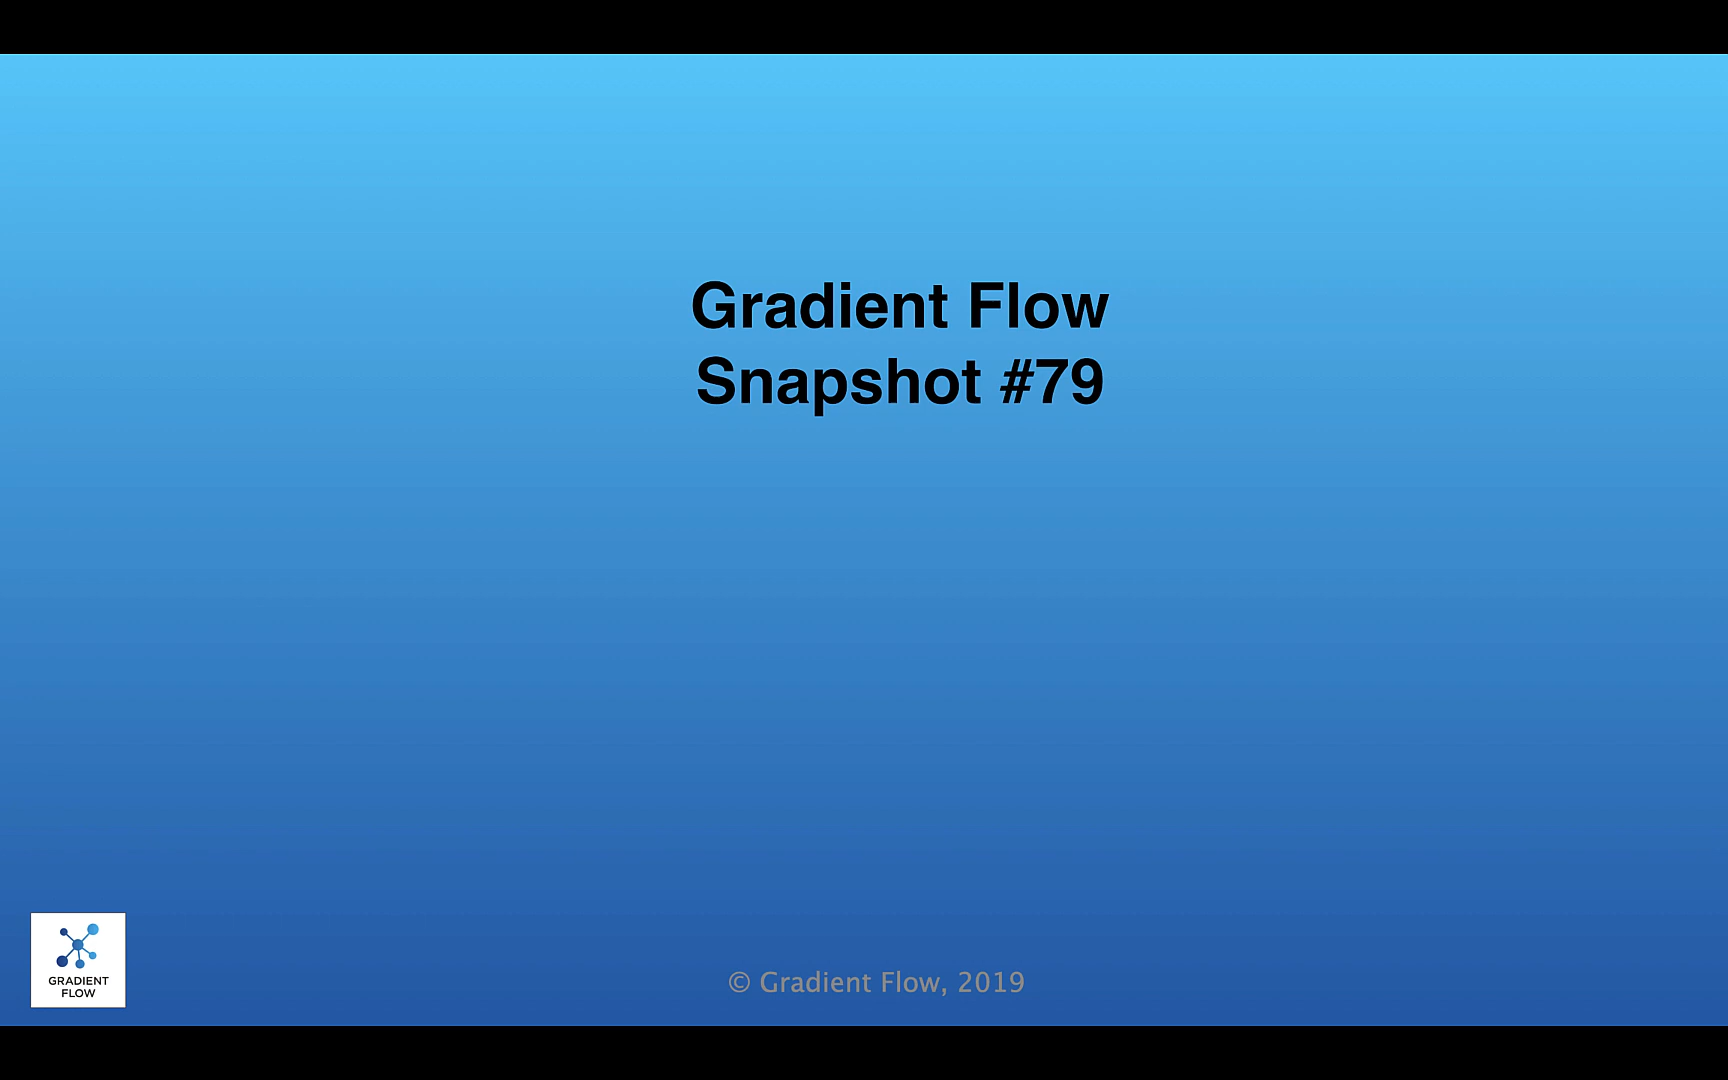 Gradient Flow
Snapshot #79
GRADIENT
FLOW
© Gradient Flow, 2019